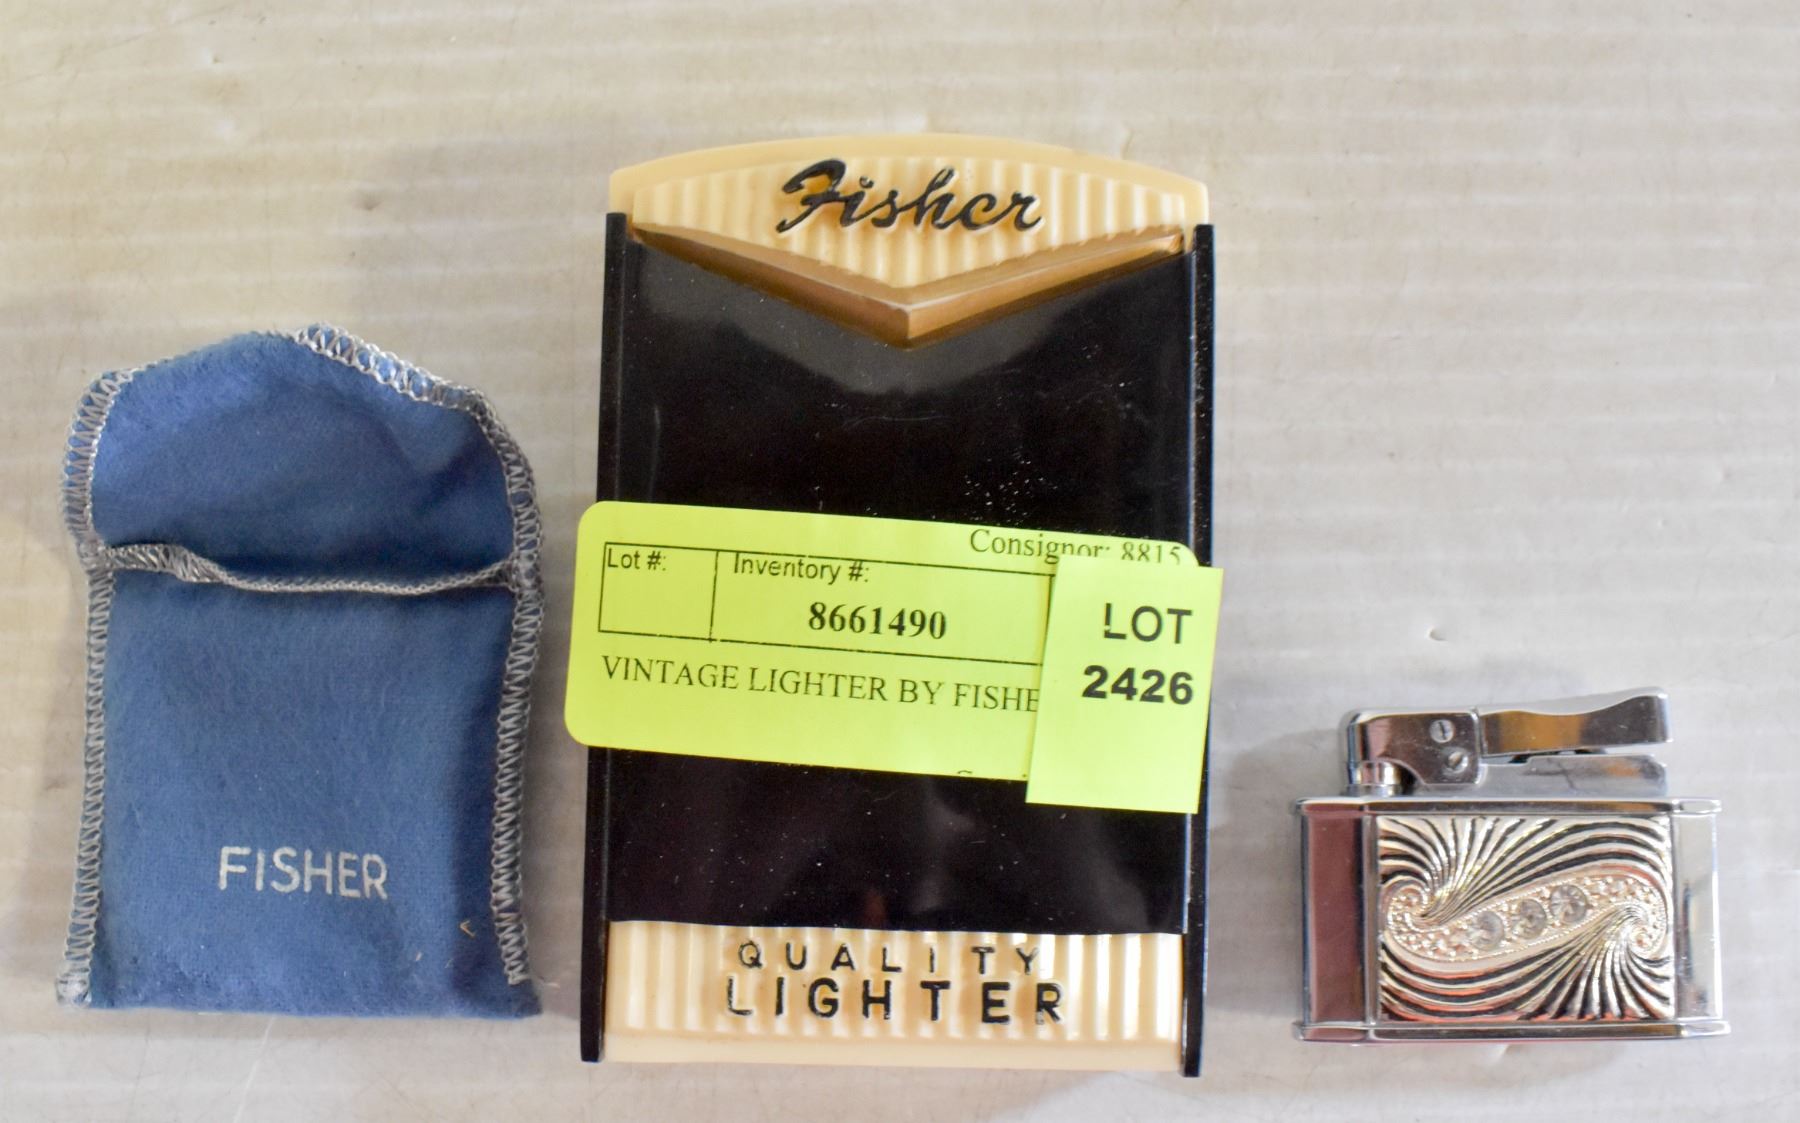 Fisher
Consignor: 8815
Lot #:
Inventory #:
8661490
VINTAGE LIGHTER BY FISHE
LOT
2426
FISHER
QUALITY
LIGHTER